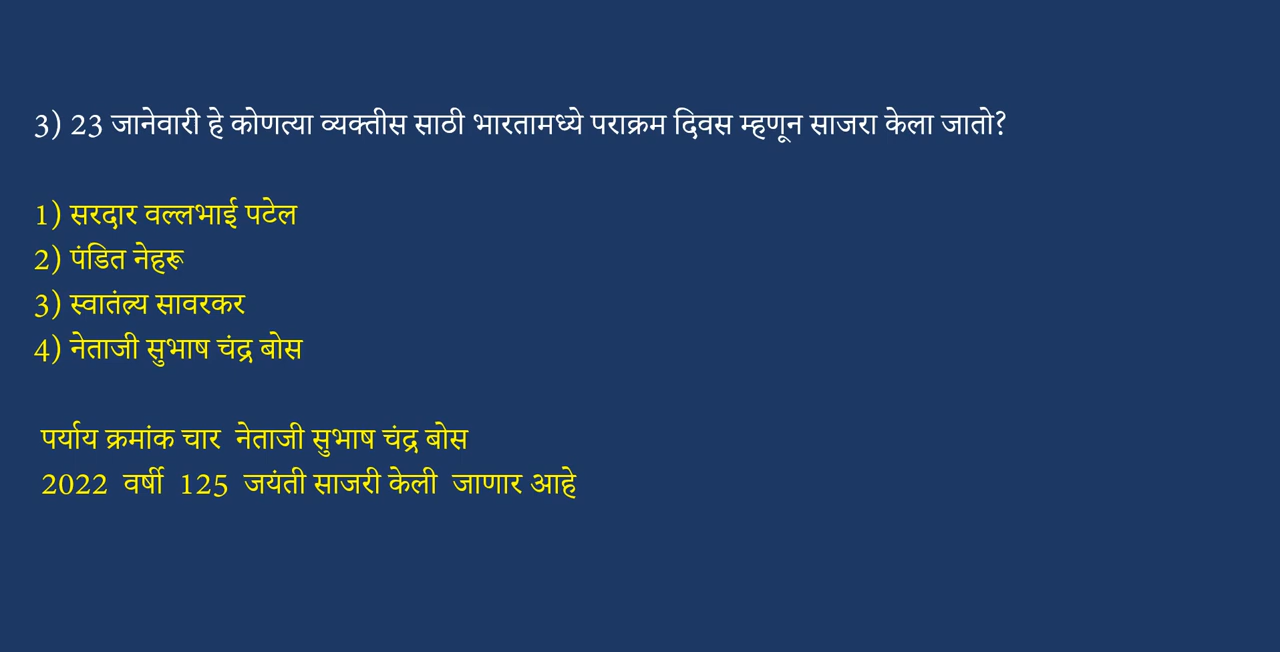 3) 23 जानेवारी हे कोणत्या व्यक्तीस साठी भारतामध्ये पराक्रम दिवस म्हणून साजरा केला जातो?
1) सरदार वल्लभाई पटेल
2) पंडित नेहरू
3) स्वातंत्र्य सावरकर
4) नेताजी सुभाष चंद्र बोस
पर्याय क्रमांक चार नेताजी सुभाष चंद्र बोस
2022 वर्षी 125 जयंती साजरी केली जाणार आहे